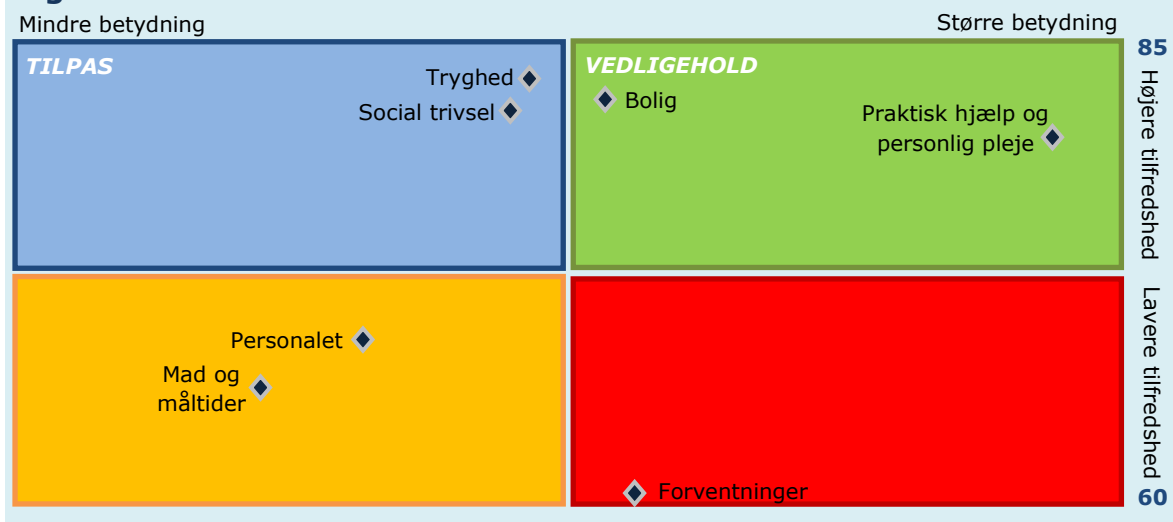 Mindre betydning
Større betydning
85
TILPAS
VEDLIGEHOLD
Tryghed
Social trivsel
Bolig
Praktisk hjælp og
personlig pleje
Højere tilfredshed
Personalet
Mad og
måltider
Forventninger
Lavere tilfredshed
60